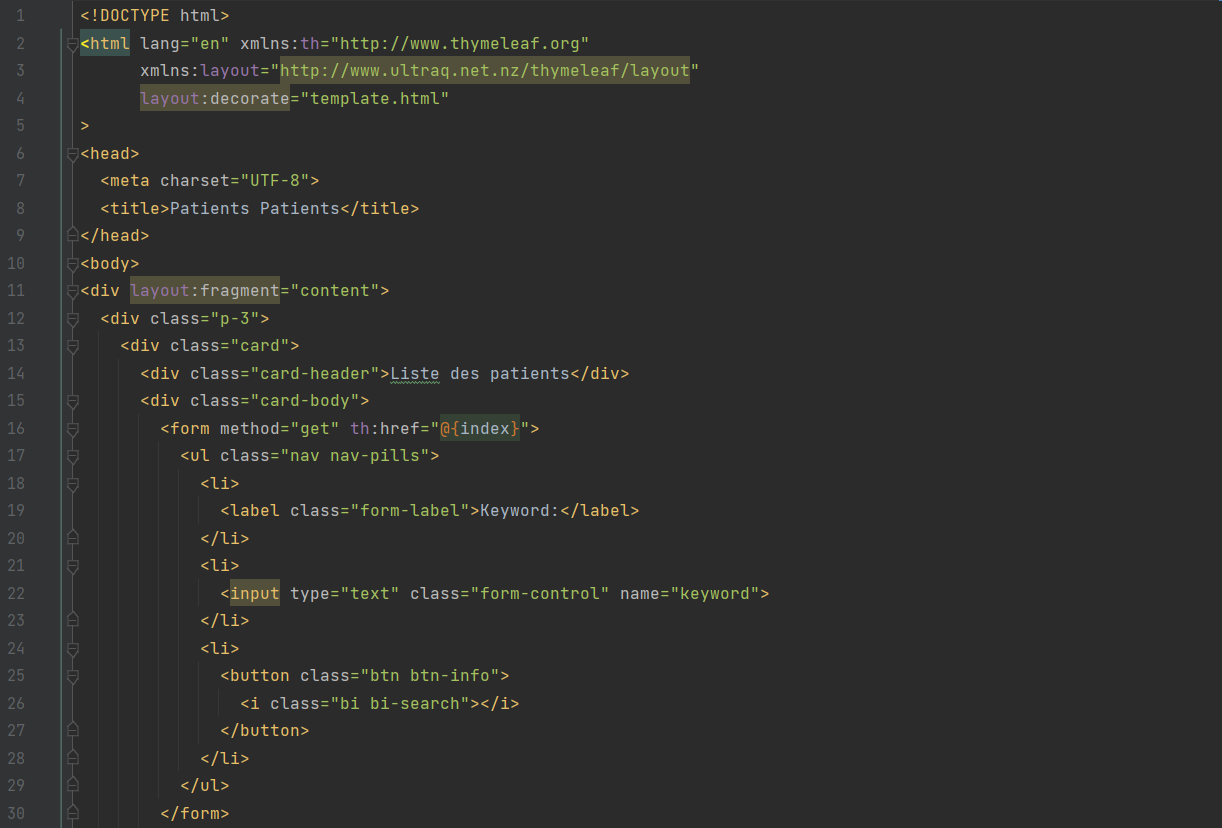 1 <!DOCTYPE html>
2 <html lang="en" xmlns:th="http://www.thymeleaf.org"
3       xmlns:layout="http://www.ultraq.net.nz/thymeleaf/layout"
4       layout:decorate="template.html"
5 >
6 <head>
7   <meta charset="UTF-8">
8   <title>Patients Patients</title>
9 </head>
10 <body>
11 <div layout:fragment="content">
12   <div class="p-3">
13     <div class="card">
14       <div class="card-header">Liste des patients</div>
15       <div class="card-body">
16         <form method="get" th:href="@{index}">
17           <ul class="nav nav-pills">
18             <li>
19               <label class="form-label">Keyword:</label>
20             </li>
21             <li>
22               <input type="text" class="form-control" name="keyword">
23             </li>
24             <li>
25               <button class="btn btn-info">
26                 <i class="bi bi-search"></i>
27               </button>
28             </li>
29           </ul>
30         </form>